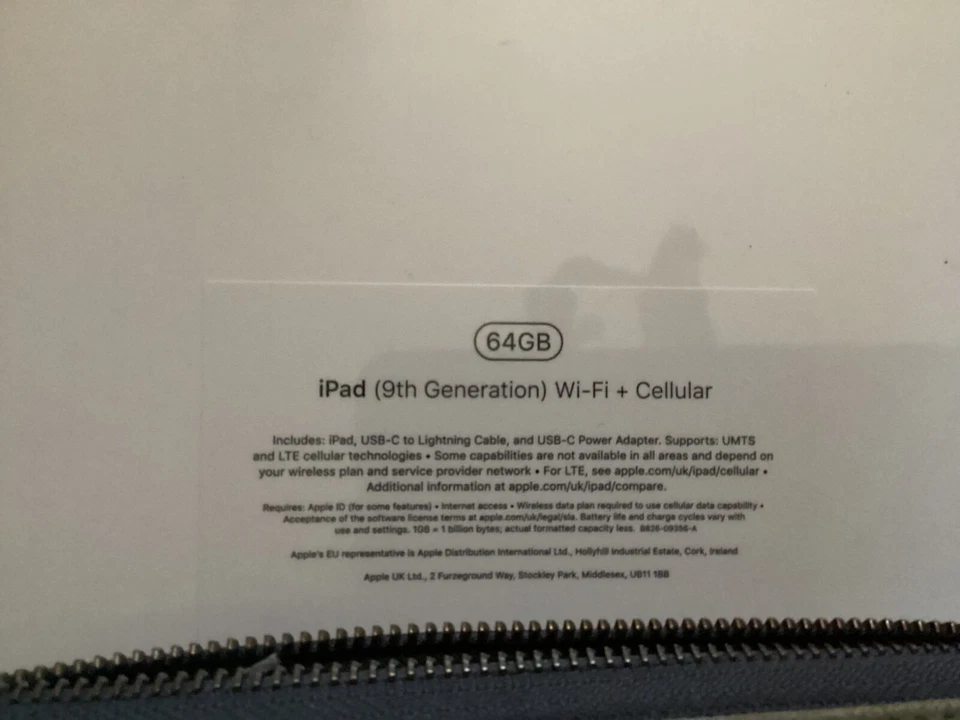 64GB
iPad (9th Generation) Wi-Fi + Cellular
Includes: iPad, USB-C to Lightning Cable, and USB-C Power Adapter. Supports: UMTS
and LTE cellular technologies • Some capabilities are not available in all areas and depend on
your wireless plan and service provider network • For LTE, see apple.com/uk/ipad/cellular •
Additional information at apple.com/uk/ipad/compare.
Requires: Apple ID (for some features) • Internet access • Wireless data plan required to use cellular data capability •
Acceptance of the software license terms at apple.com/uk/legal/sla. Battery life and charge cycles vary with
use and settings. 1GB = 1 billion bytes; actual formatted capacity less.
Apple's EU representative is Apple Distribution International Ltd., Hollyhill Industrial Estate, Cork, Ireland
Apple UK Ltd., 2 Furzeground Way, Stockley Park, Middlesex, UB11 1BB